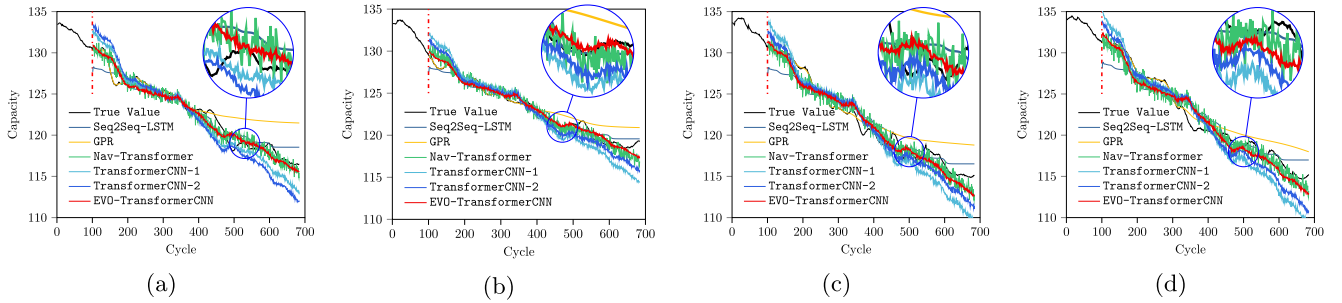 135
130
125
120
115
110
Capacity
True Value
Seq2Seq-LSTM
GPR
Nav-Transformer
TransformerCNN-1
TransformerCNN-2
EVO-TransformerCNN
0 100 200 300 400 500 600 700
Cycle
(a)
135
130
125
120
115
110
Capacity
True Value
Seq2Seq-LSTM
GPR
Nav-Transformer
TransformerCNN-1
TransformerCNN-2
EVO-TransformerCNN
0 100 200 300 400 500 600 700
Cycle
(b)
135
130
125
120
115
110
Capacity
True Value
Seq2Seq-LSTM
GPR
Nav-Transformer
TransformerCNN-1
TransformerCNN-2
EVO-TransformerCNN
0 100 200 300 400 500 600 700
Cycle
(c)
135
130
125
120
115
110
Capacity
True Value
Seq2Seq-LSTM
GPR
Nav-Transformer
TransformerCNN-1
TransformerCNN-2
EVO-TransformerCNN
0 100 200 300 400 500 600 700
Cycle
(d)